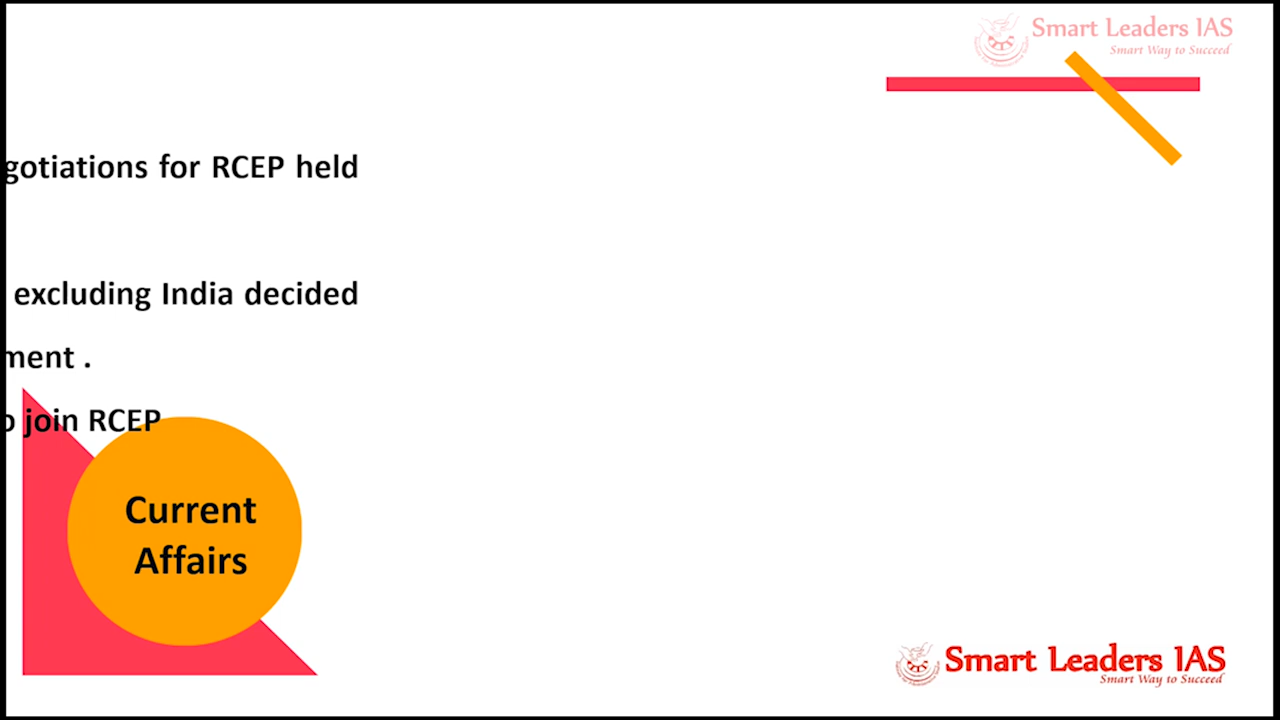 Smart Leaders IAS
Smart Way to Succeed
gotiations for RCEP held
excluding India decided
ment .
join RCEP
Current
Affairs
Smart Leaders IAS
Smart Way to Succeed